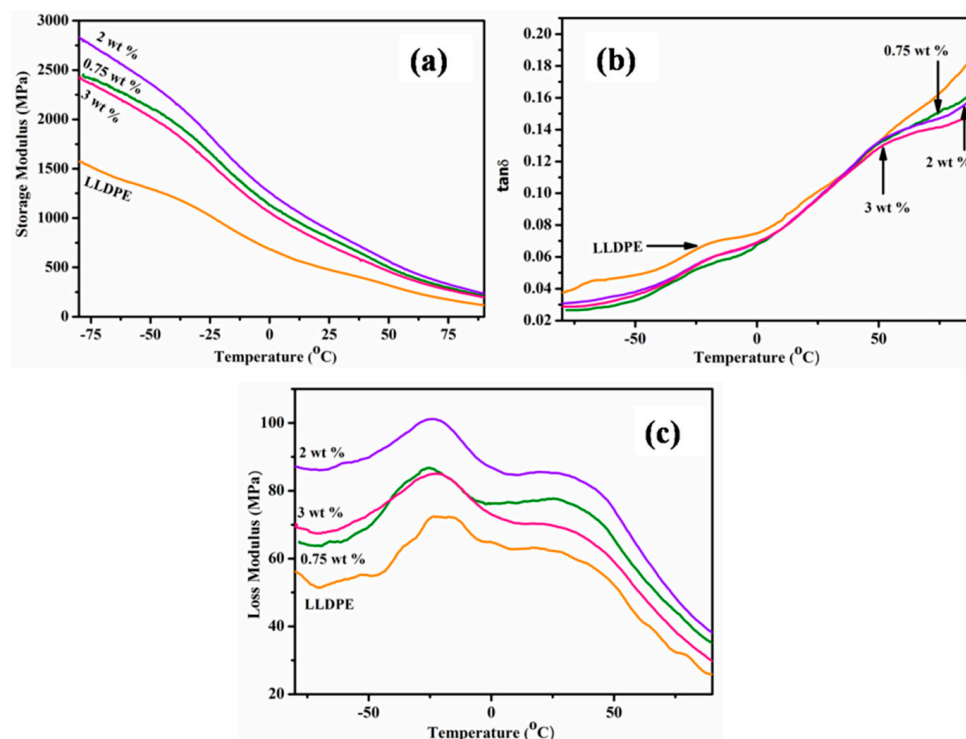 (a)
3000
2500
2000
1500
1000
500
0
Storage Modulus (MPa)
2 wt %
0.75 wt %
3 wt %
LLDPE
-75
-50
-25
0
25
50
75
Temperature (°C)
(b)
0.20
0.18
0.16
0.14
0.12
0.10
0.08
0.06
0.04
0.02
tanδ
0.75 wt %
2 wt %
3 wt %
LLDPE
-50
0
50
Temperature (°C)
(c)
100
80
60
40
20
Loss Modulus (MPa)
2 wt %
3 wt %
0.75 wt %
LLDPE
-50
0
50
Temperature (°C)